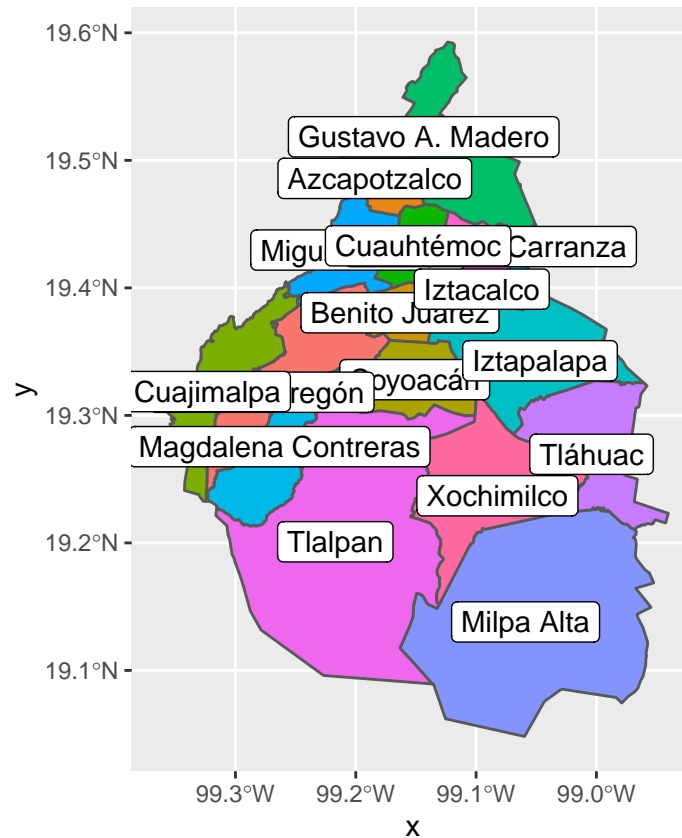 19.6°N
Gustavo A. Madero
19.5°N
Azcapotzalco
Migu
Cuauhtémoc
Carranza
19.4°N
Iztacalco
Benito Juárez
Iztapalapa
Coyoacán
Cuajimalpa
regón
19.3°N
Magdalena Contreras
Tláhuac
Xochimilco
19.2°N
Tlalpan
Milpa Alta
19.1°N
y
99.3°W 99.2°W 99.1°W 99.0°W
x